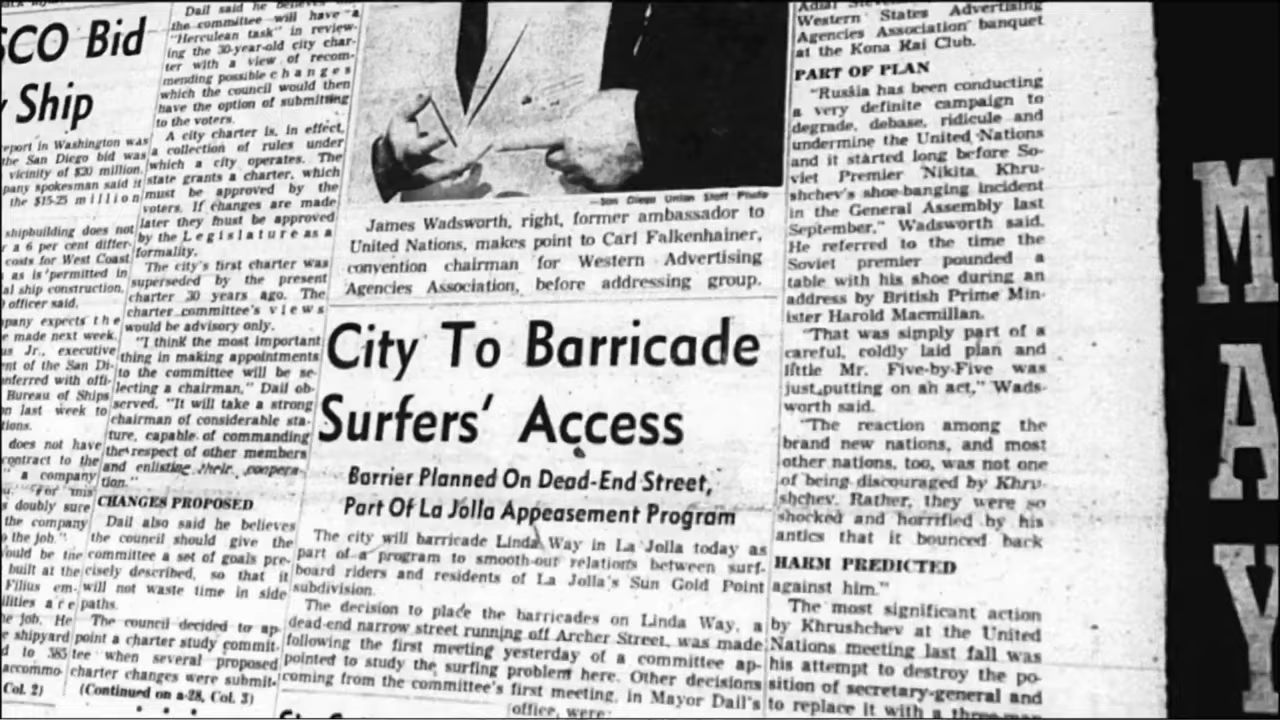 SCO Bid
Ship
report in Washington was
the San Diego bid was
vicinity of $20 million.
pany spokesman said it
the $15-25 million
shipbuilding does not
a 6 per cent differ-
costs for West Coast
as is permitted in
al ship construction,
officer said.
pany expects the
e made next week.
us Jr., executive
ent of the San Di-
onferred with offi-
Bureau of Ships
on last week to
tions.
does not have
contract to the
a company
"For this
s doubly sure
the company
the job."
ould be the
built at the
Filius em-
ilities are
he job. He
e shipyard
d to 385
accommo-
Col. 2)
Dail said he believes
the committee will have "a
"Herculean task" in review-
ing the 30-year-old city char-
ter with a view of recom-
mending possible changes
which the council would then
have the option of submitting
to the voters.
A city charter is, in effect,
a collection of rules under
which a city operates. The
state grants a charter, which
must be approved by the
voters. If changes are made
later they must be approved
by the Legislature as a
formality.
The city's first charter was
superseded by the present
charter 30 years ago. The
charter committee's views
would be advisory only.
"I think the most important
thing in making appointments
to the committee will be se-
lecting a chairman," Dail ob-
served. "It will take a strong
chairman of considerable sta-
ture, capable of commanding
the respect of other members
and enlisting their coopera-
tion."
CHANGES PROPOSED
Dail also said he believes
the council should give the
committee a set of goals pre-
cisely described, so that it
will not waste time in side
paths.
The council decided to ap-
point a charter study commit-
tee when several proposed
charter changes were submit-
(Continued on a-28, Col. 3)
—San Diego Union Staff Photo
James Wadsworth, right, former ambassador to
United Nations, makes point to Carl Falkenhainer,
convention chairman for Western Advertising
Agencies Association, before addressing group.
City To Barricade
Surfers' Access
Barrier Planned On Dead-End Street,
Part Of La Jolla Appeasement Program
The city will barricade Linda Way in La Jolla today as
part of a program to smooth-out relations between surf-
board riders and residents of La Jolla's Sun Gold Point
subdivision.
The decision to place the barricades on Linda Way, a
dead-end narrow street running off Archer Street, was made
following the first meeting yesterday of a committee ap-
pointed to study the surfing problem here. Other decisions
coming from the committee's first meeting, in Mayor Dail's
office, were:
Western States Advertising
Agencies Association banquet
at the Kona Kai Club.
PART OF PLAN
"Russia has been conducting
a very definite campaign to
degrade, debase, ridicule and
undermine the United Nations
and it started long before So-
viet Premier Nikita Khru-
shchev's shoe-banging incident
in the General Assembly last
September," Wadsworth said.
He referred to the time the
Soviet premier pounded a
table with his shoe during an
address by British Prime Min-
ister Harold Macmillan.
"That was simply part of a
careful, coldly laid plan and
little Mr. Five-by-Five was
just putting on an act," Wads-
worth said.
"The reaction among the
brand new nations, and most
other nations, too, was not one
of being discouraged by Khru-
shchev. Rather, they were so
shocked and horrified by his
antics that it bounced back
HARM PREDICTED
against him."
The most significant action
by Khrushchev at the United
Nations meeting last fall was
his attempt to destroy the po-
sition of secretary-general and
to replace it with a three-man
MAY